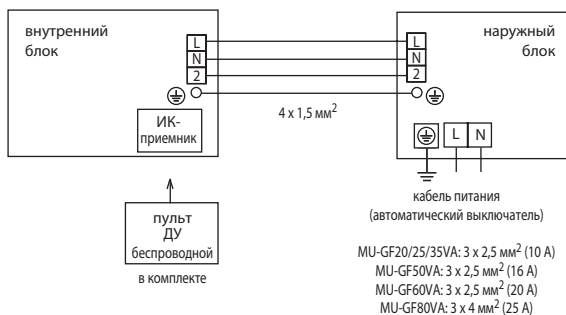 внутренний
блок
L
N
2
ИК-
приемник
4 x 1,5 мм²
наружный
блок
L
N
2
L N
пульт
ДУ
беспроводной
в комплекте
кабель питания
(автоматический выключатель)
MU-GF20/25/35VA: 3 x 2,5 мм² (10 А)
MU-GF50VA: 3 x 2,5 мм² (16 А)
MU-GF60VA: 3 x 2,5 мм² (20 А)
MU-GF80VA: 3 x 4 мм² (25 А)